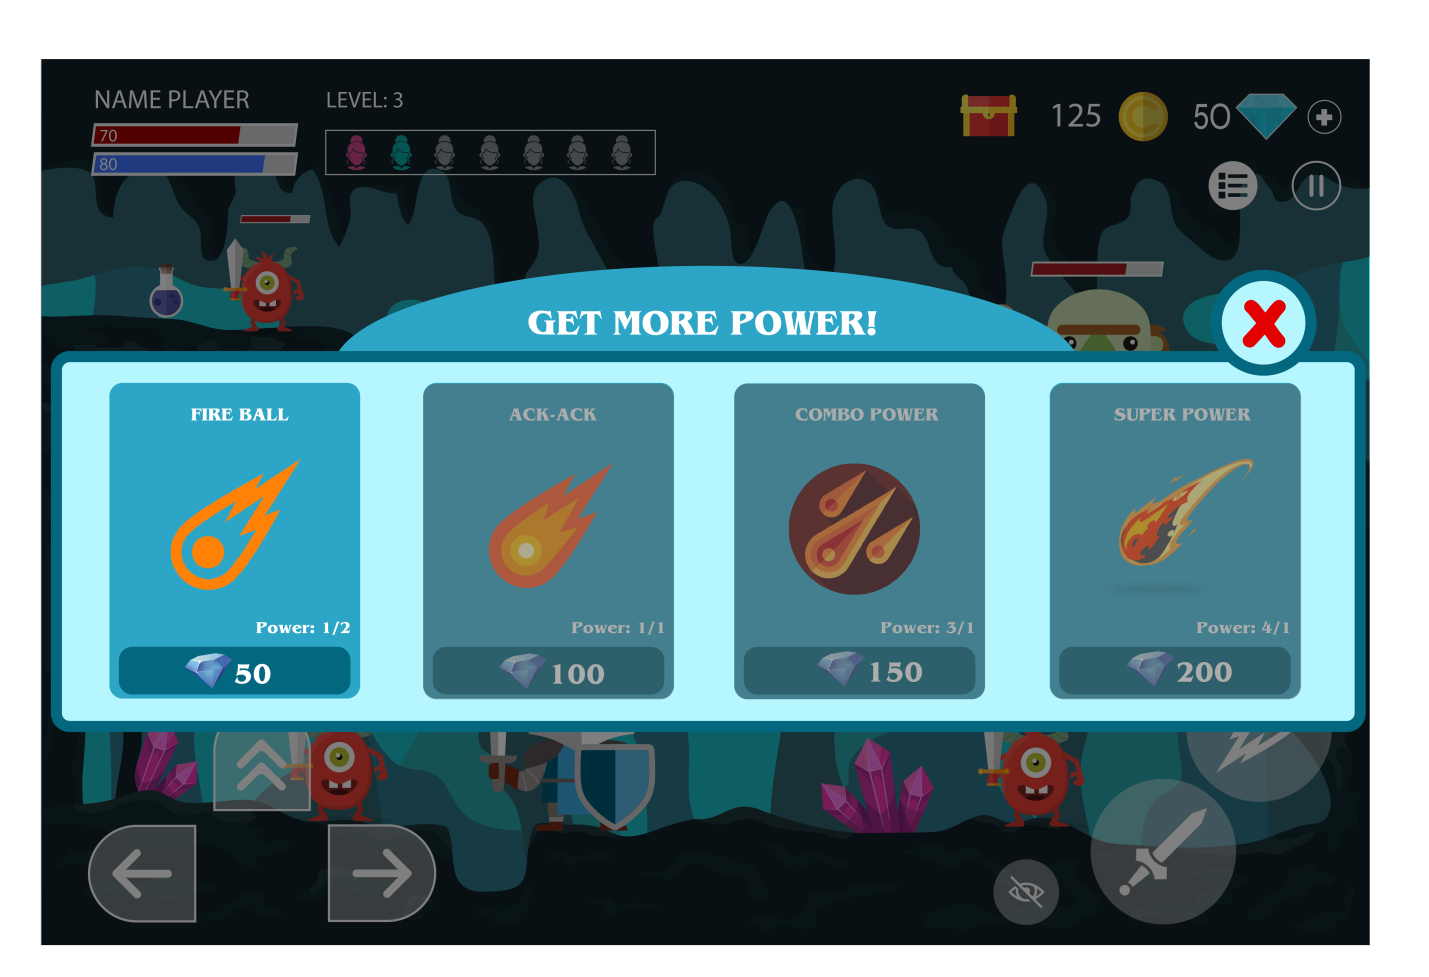 NAME PLAYER
LEVEL: 3
70
80
125
50
GET MORE POWER!
FIRE BALL
Power: 1/2
50
ACK-ACK
Power: 1/1
100
COMBO POWER
Power: 3/1
150
SUPER POWER
Power: 4/1
200